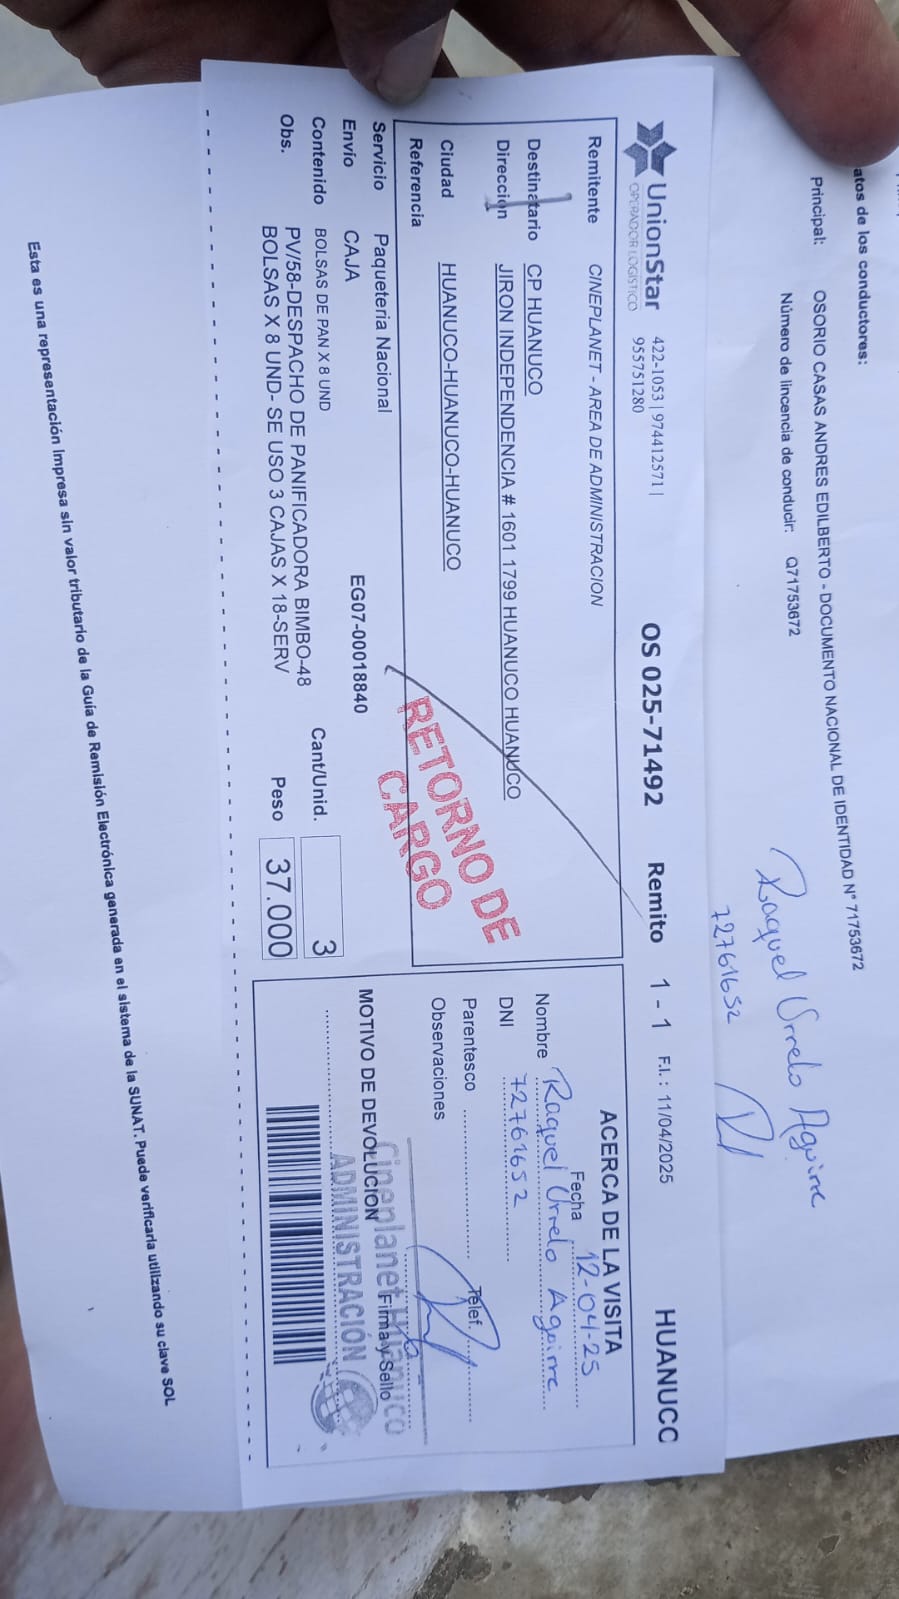 atos de los conductores:
Principal: OSORIO CASAS ANDRES EDILBERTO - DOCUMENTO NACIONAL DE IDENTIDAD N° 71753672
Número de lincencia de conducir: Q71753672
Raquel Urrelo Aguirre
72761652
UnionStar
OPERADOR LOGÍSTICO
422-1053 | 974412571 |
955751280
OS 025-71492 Remito 1 - 1 F.I.: 11/04/2025 HUANUCC
Remitente CINEPLANET - AREA DE ADMINISTRACION
Destinatario CP HUANUCO
Dirección JIRON INDEPENDENCIA # 1601 1799 HUANUCO HUANUCO
Ciudad HUANUCO-HUANUCO-HUANUCO
Referencia
RETORNO DE
CARGO
Servicio Paqueteria Nacional
Envío CAJA EG07-00018840
Contenido BOLSAS DE PAN X 8 UND Cant/Unid. 3
Obs. PV/58-DESPACHO DE PANIFICADORA BIMBO-48
BOLSAS X 8 UND- SE USO 3 CAJAS X 18-SERV Peso 37.000
ACERCA DE LA VISITA
Fecha 12-04-25
Nombre Raquel Urrelo Aguirre
DNI 72761652
Parentesco Télef.
Observaciones
MOTIVO DE DEVOLUCION Firma y Sello
Cineplanet Huánuco
ADMINISTRACIÓN
Esta es una representación impresa sin valor tributario de la Guía de Remisión Electrónica generada en el sistema de la SUNAT. Puede verificarla utilizando su clave SOL